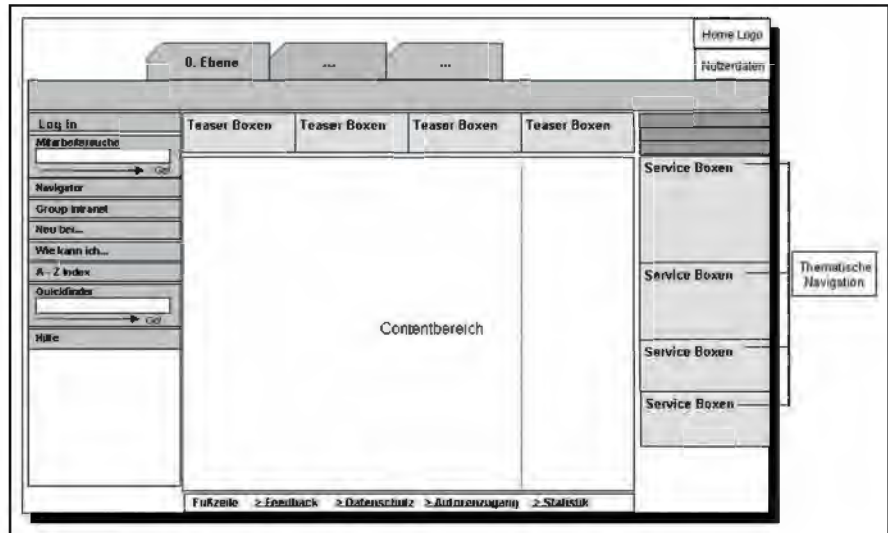 Home Logo
0. Ebene
...
...
Nutzerdaten
Log in
Teaser Boxen
Teaser Boxen
Teaser Boxen
Teaser Boxen
Mitarbeitersuche
Go!
Navigator
Group Intranet
Neu bei...
Wie kann ich...
A - Z Index
Quickfinder
Go!
Hilfe
Contentbereich
Service Boxen
Service Boxen
Service Boxen
Service Boxen
Thematische
Navigation
Fußzeile > Feedback > Datenschutz > Autorenzugang > Statistik